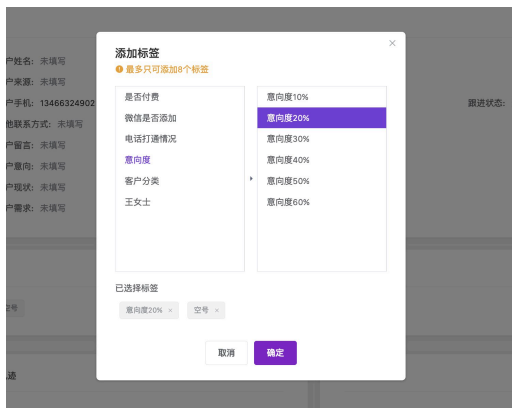 添加标签
最多只可添加8个标签
户姓名: 未填写
户来源: 未填写
户手机: 13466324902
他联系方式: 未填写
户留言: 未填写
户意向: 未填写
户现状: 未填写
户需求: 未填写
跟进状态:
是否付费
微信是否添加
电话打通情况
意向度
客户分类
王女士
意向度10%
意向度20%
意向度30%
意向度40%
意向度50%
意向度60%
已选择标签
意向度20% ×
空号 ×
取消
确定
空号
迹